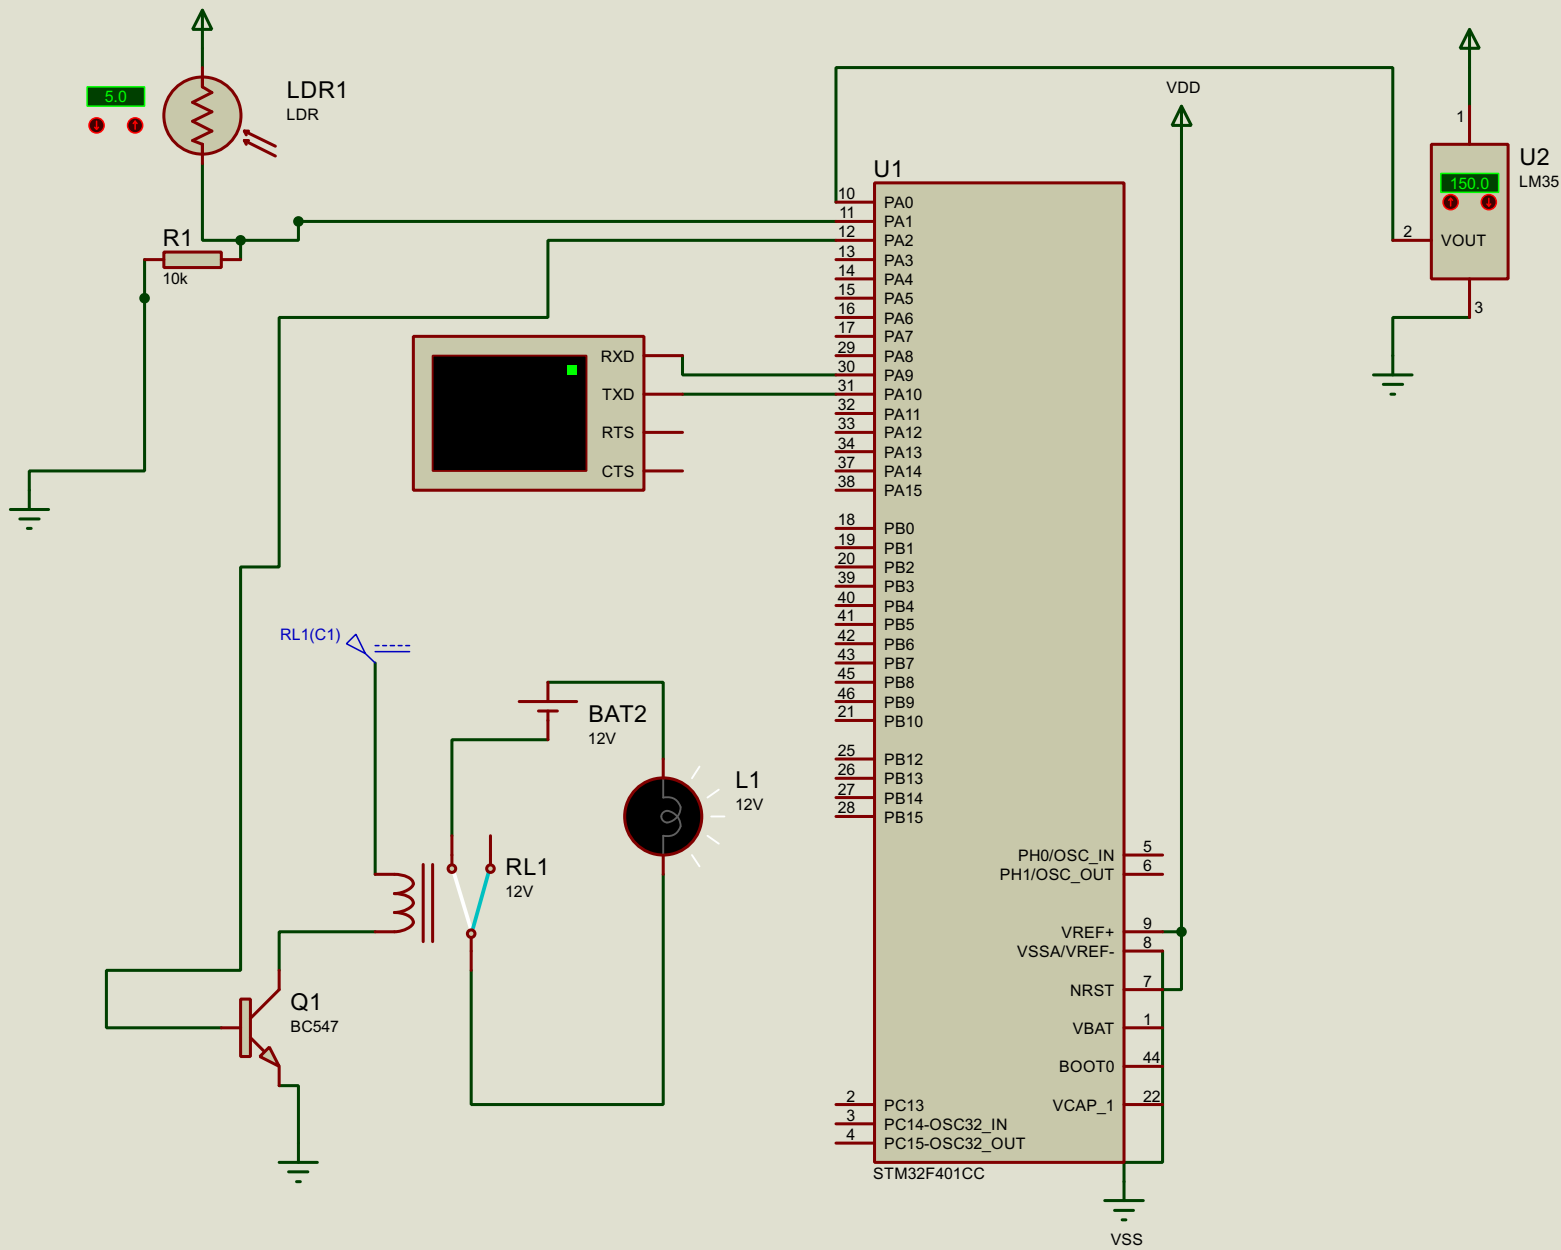 LDR1
LDR
5.0
R1
10k
RXD
TXD
RTS
CTS
RL1(C1)
BAT2
12V
L1
12V
RL1
12V
Q1
BC547
U1
10 PA0
11 PA1
12 PA2
13 PA3
14 PA4
15 PA5
16 PA6
17 PA7
29 PA8
30 PA9
31 PA10
32 PA11
33 PA12
34 PA13
37 PA14
38 PA15
18 PB0
19 PB1
20 PB2
39 PB3
40 PB4
41 PB5
42 PB6
43 PB7
45 PB8
46 PB9
21 PB10
25 PB12
26 PB13
27 PB14
28 PB15
2 PC13
3 PC14-OSC32_IN
4 PC15-OSC32_OUT
PH0/OSC_IN 5
PH1/OSC_OUT 6
VREF+ 9
VSSA/VREF- 8
NRST 7
VBAT 1
BOOT0 44
VCAP_1 22
STM32F401CC
VSS
VDD
1
U2
LM35
150.0
2
VOUT
3